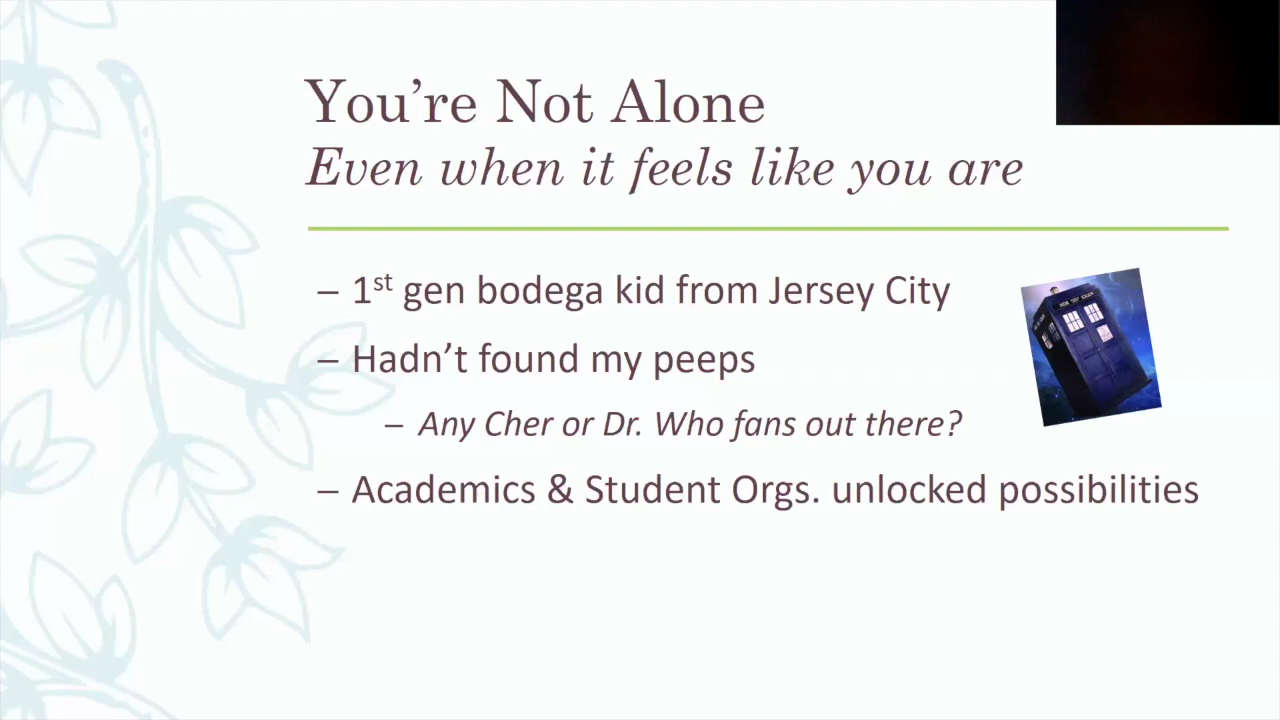 You're Not Alone
Even when it feels like you are
– 1st gen bodega kid from Jersey City
– Hadn't found my peeps
– Any Cher or Dr. Who fans out there?
– Academics & Student Orgs. unlocked possibilities